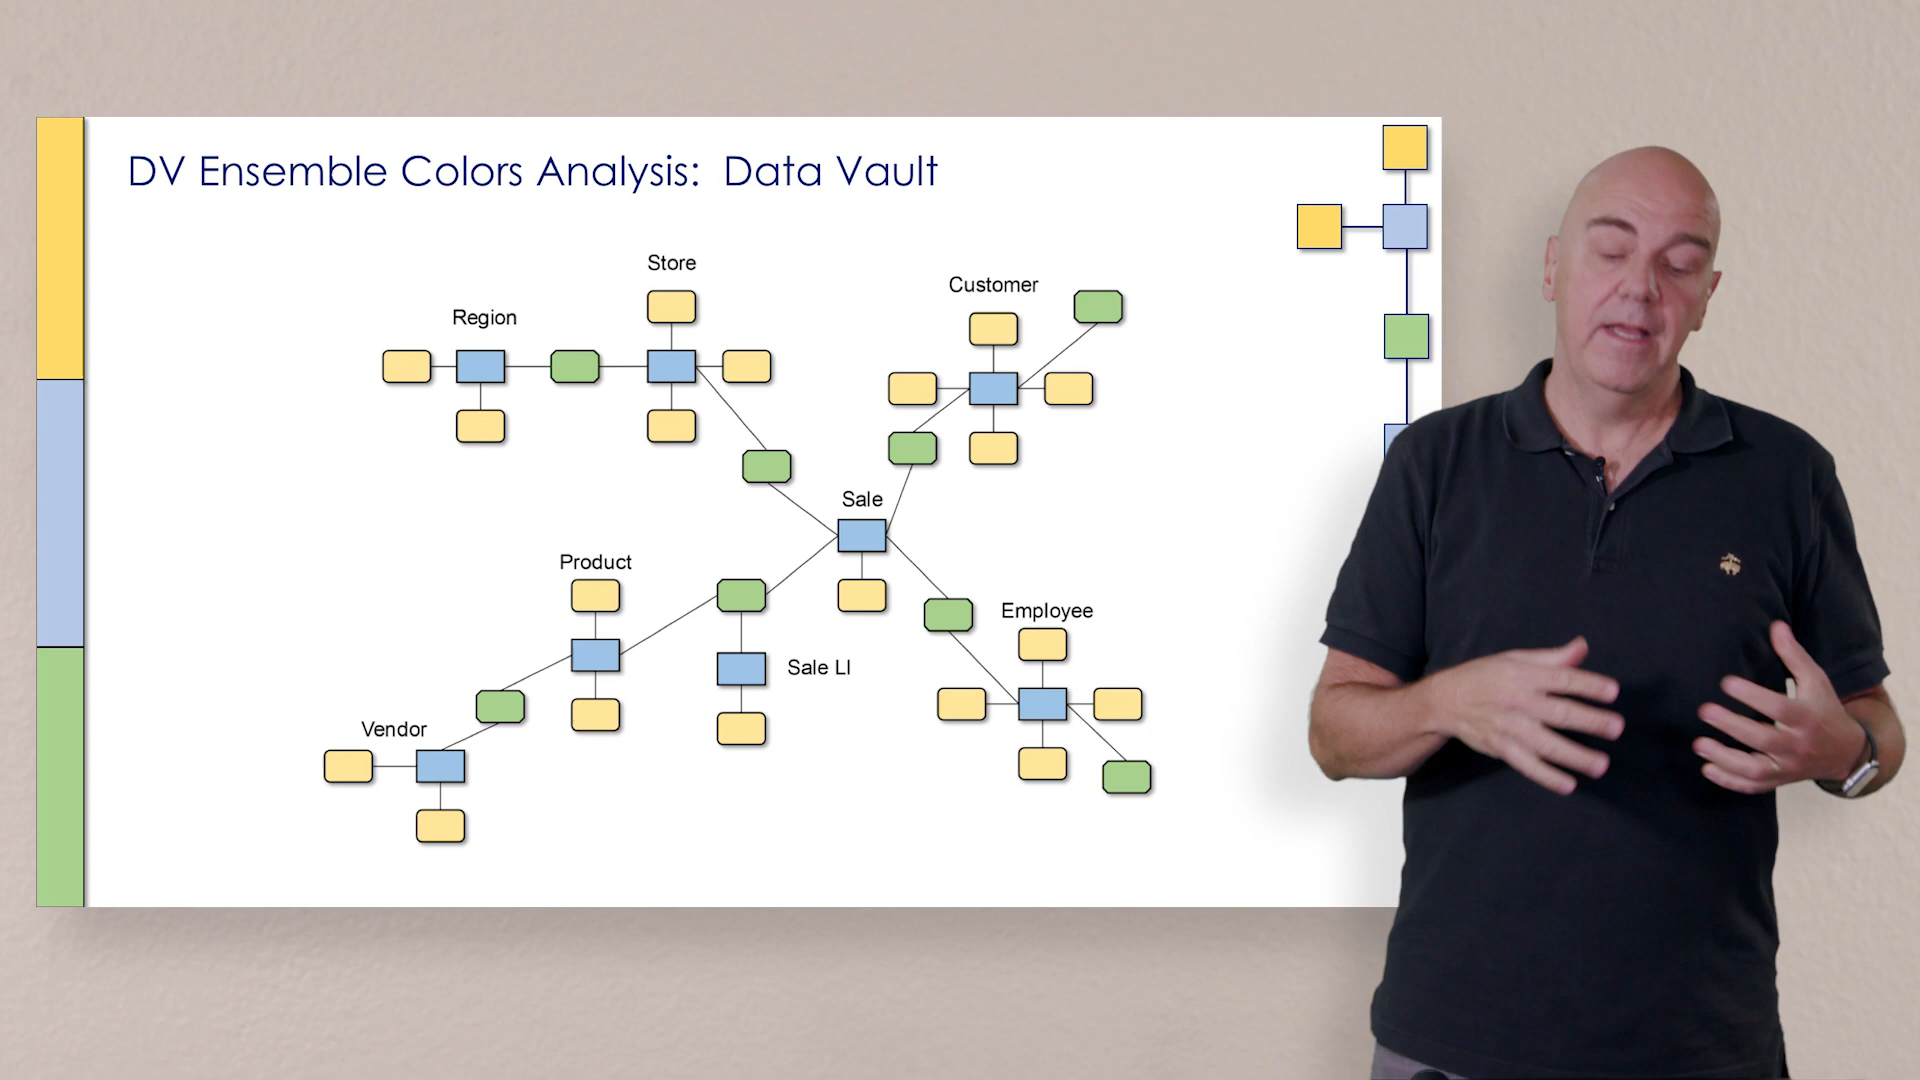 DV Ensemble Colors Analysis: Data Vault
Store
Customer
Region
Sale
Product
Employee
Sale LI
Vendor